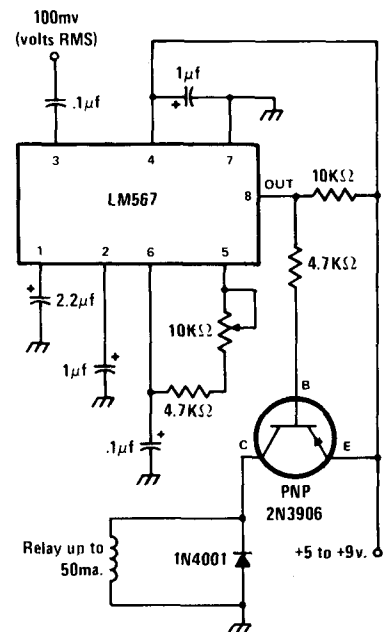 100mv
(volts RMS)
1µf
+
.1µf
3
4
7
LM567
8
OUT
10KΩ
1
2
6
5
4.7KΩ
+
2.2µf
10KΩ
1µf
+
4.7KΩ
B
.1µf
+
C
E
PNP
2N3906
Relay up to
50ma.
1N4001
+5 to +9v.